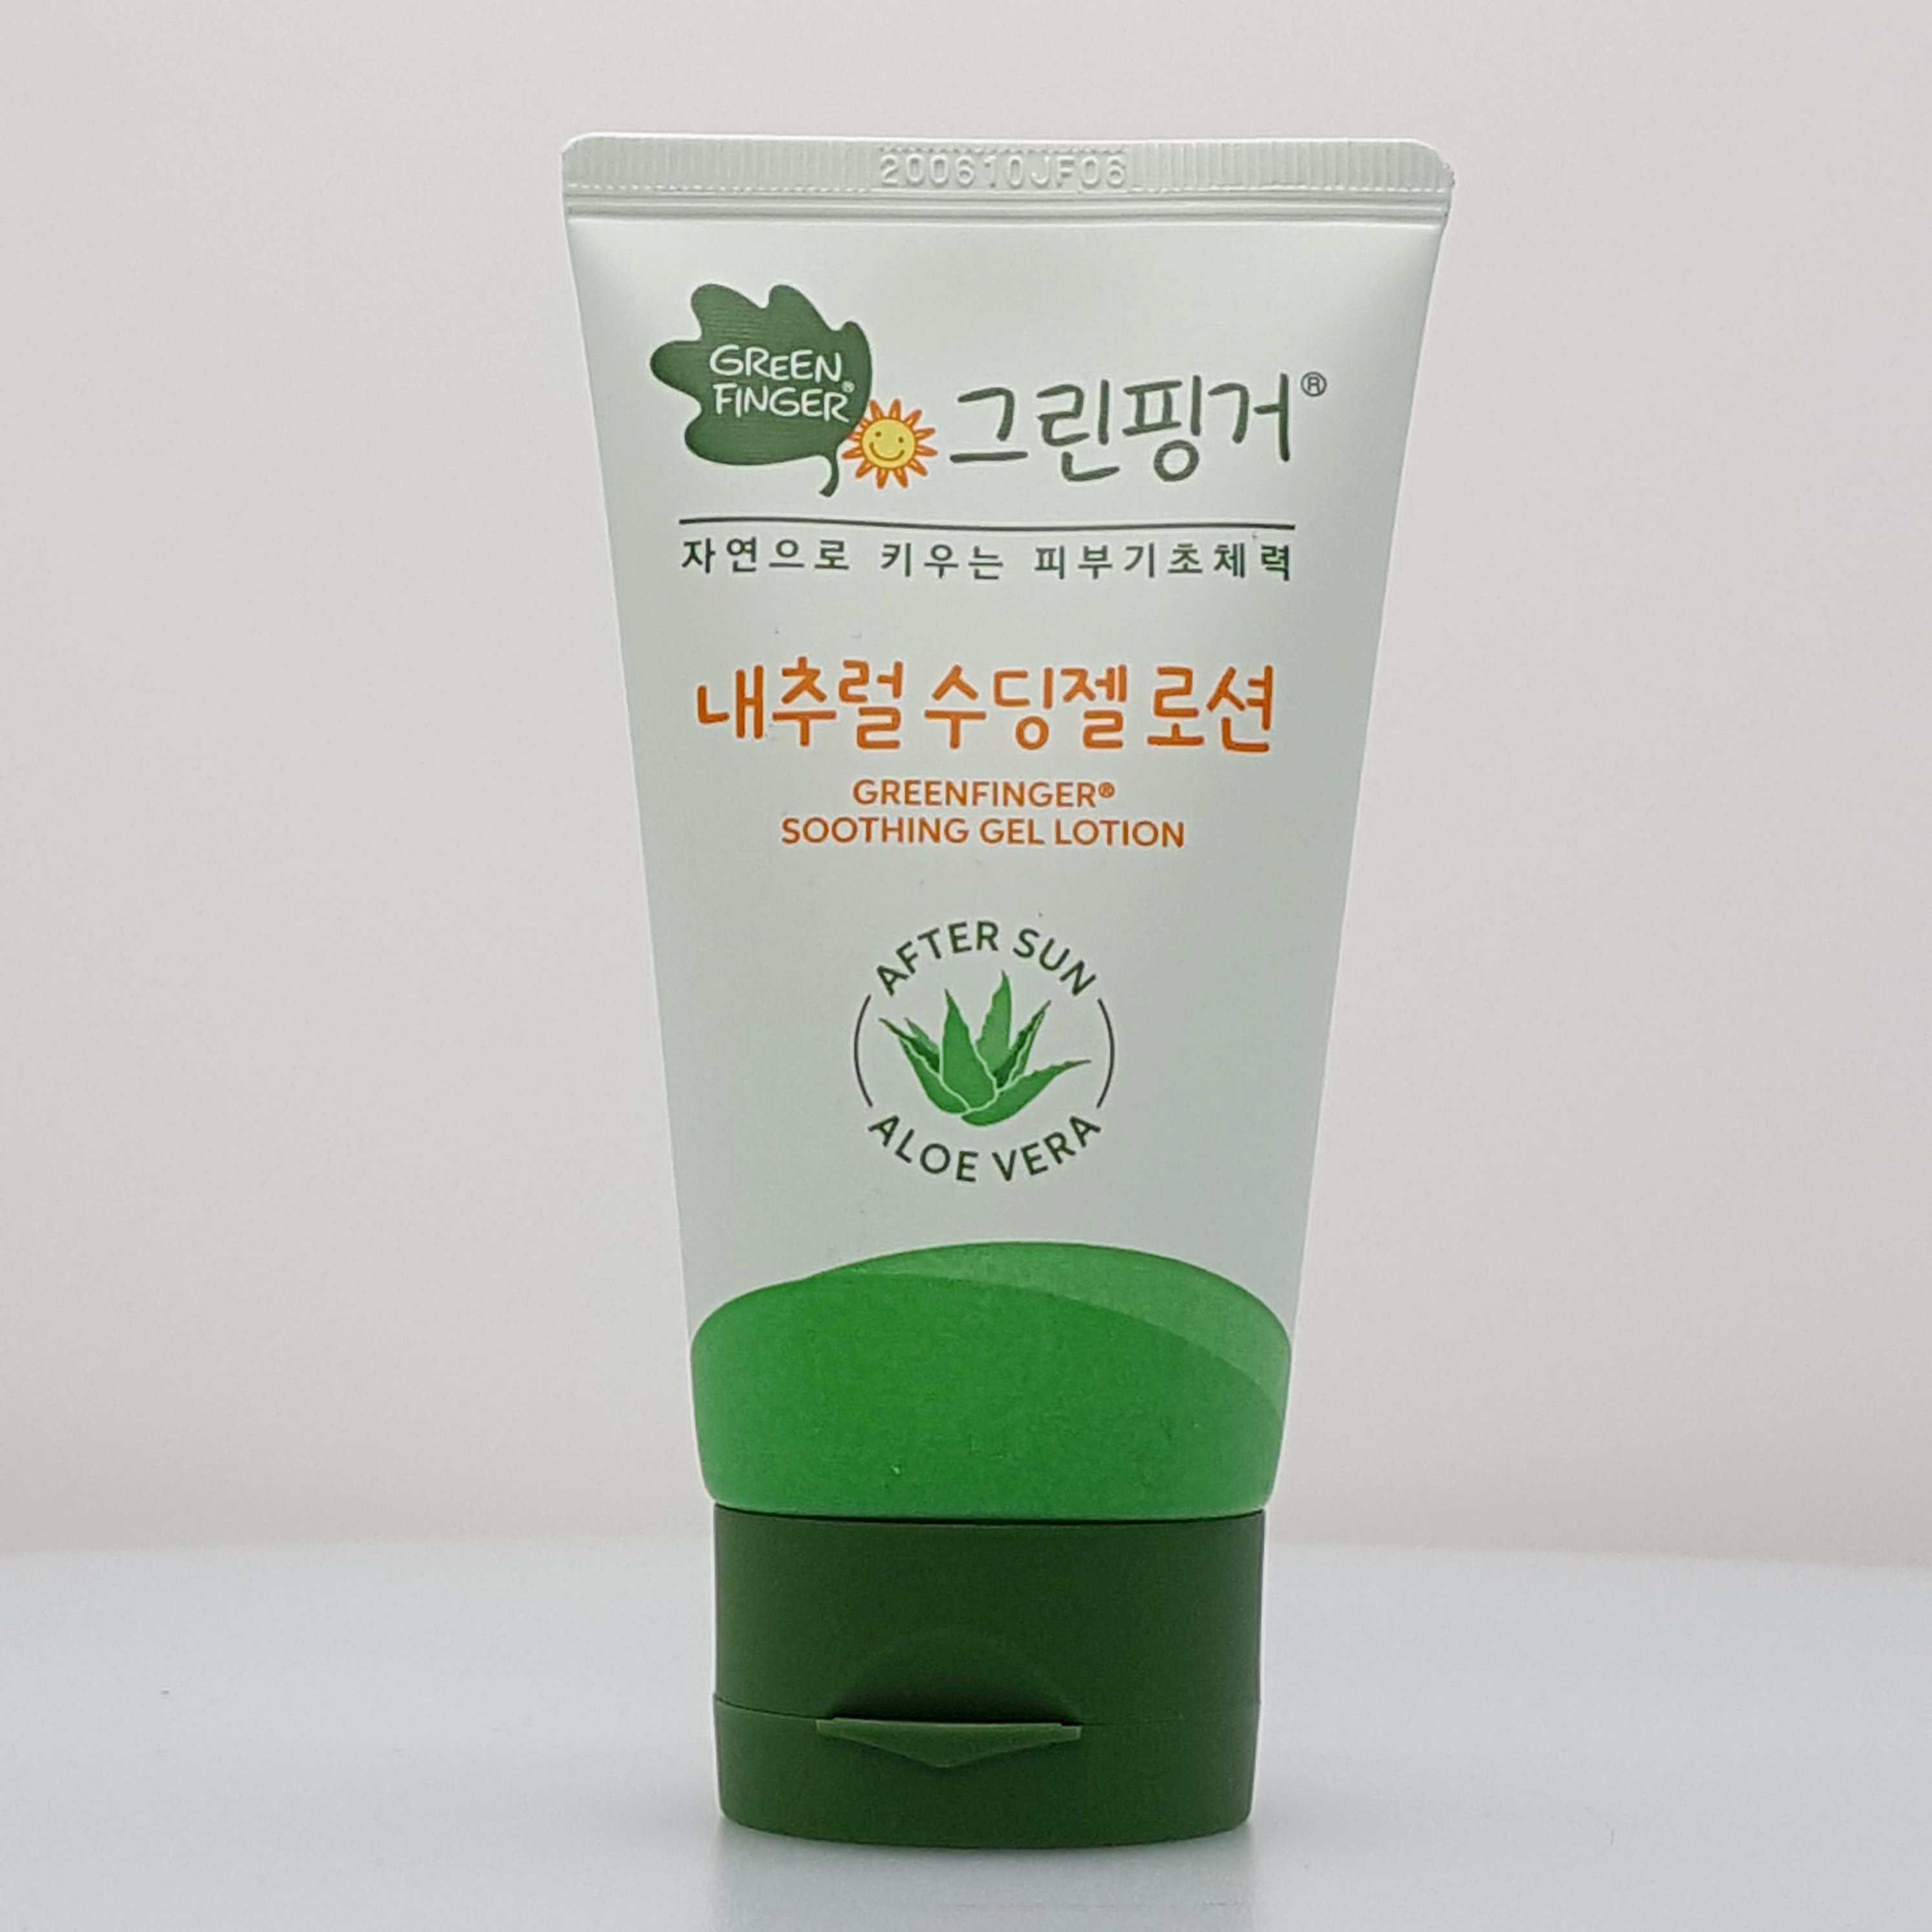 200610JF06
GREEN
FINGER®
그린핑거®
자연으로 키우는 피부기초체력
내추럴 수딩젤 로션
GREENFINGER®
SOOTHING GEL LOTION
AFTER SUN
ALOE VERA